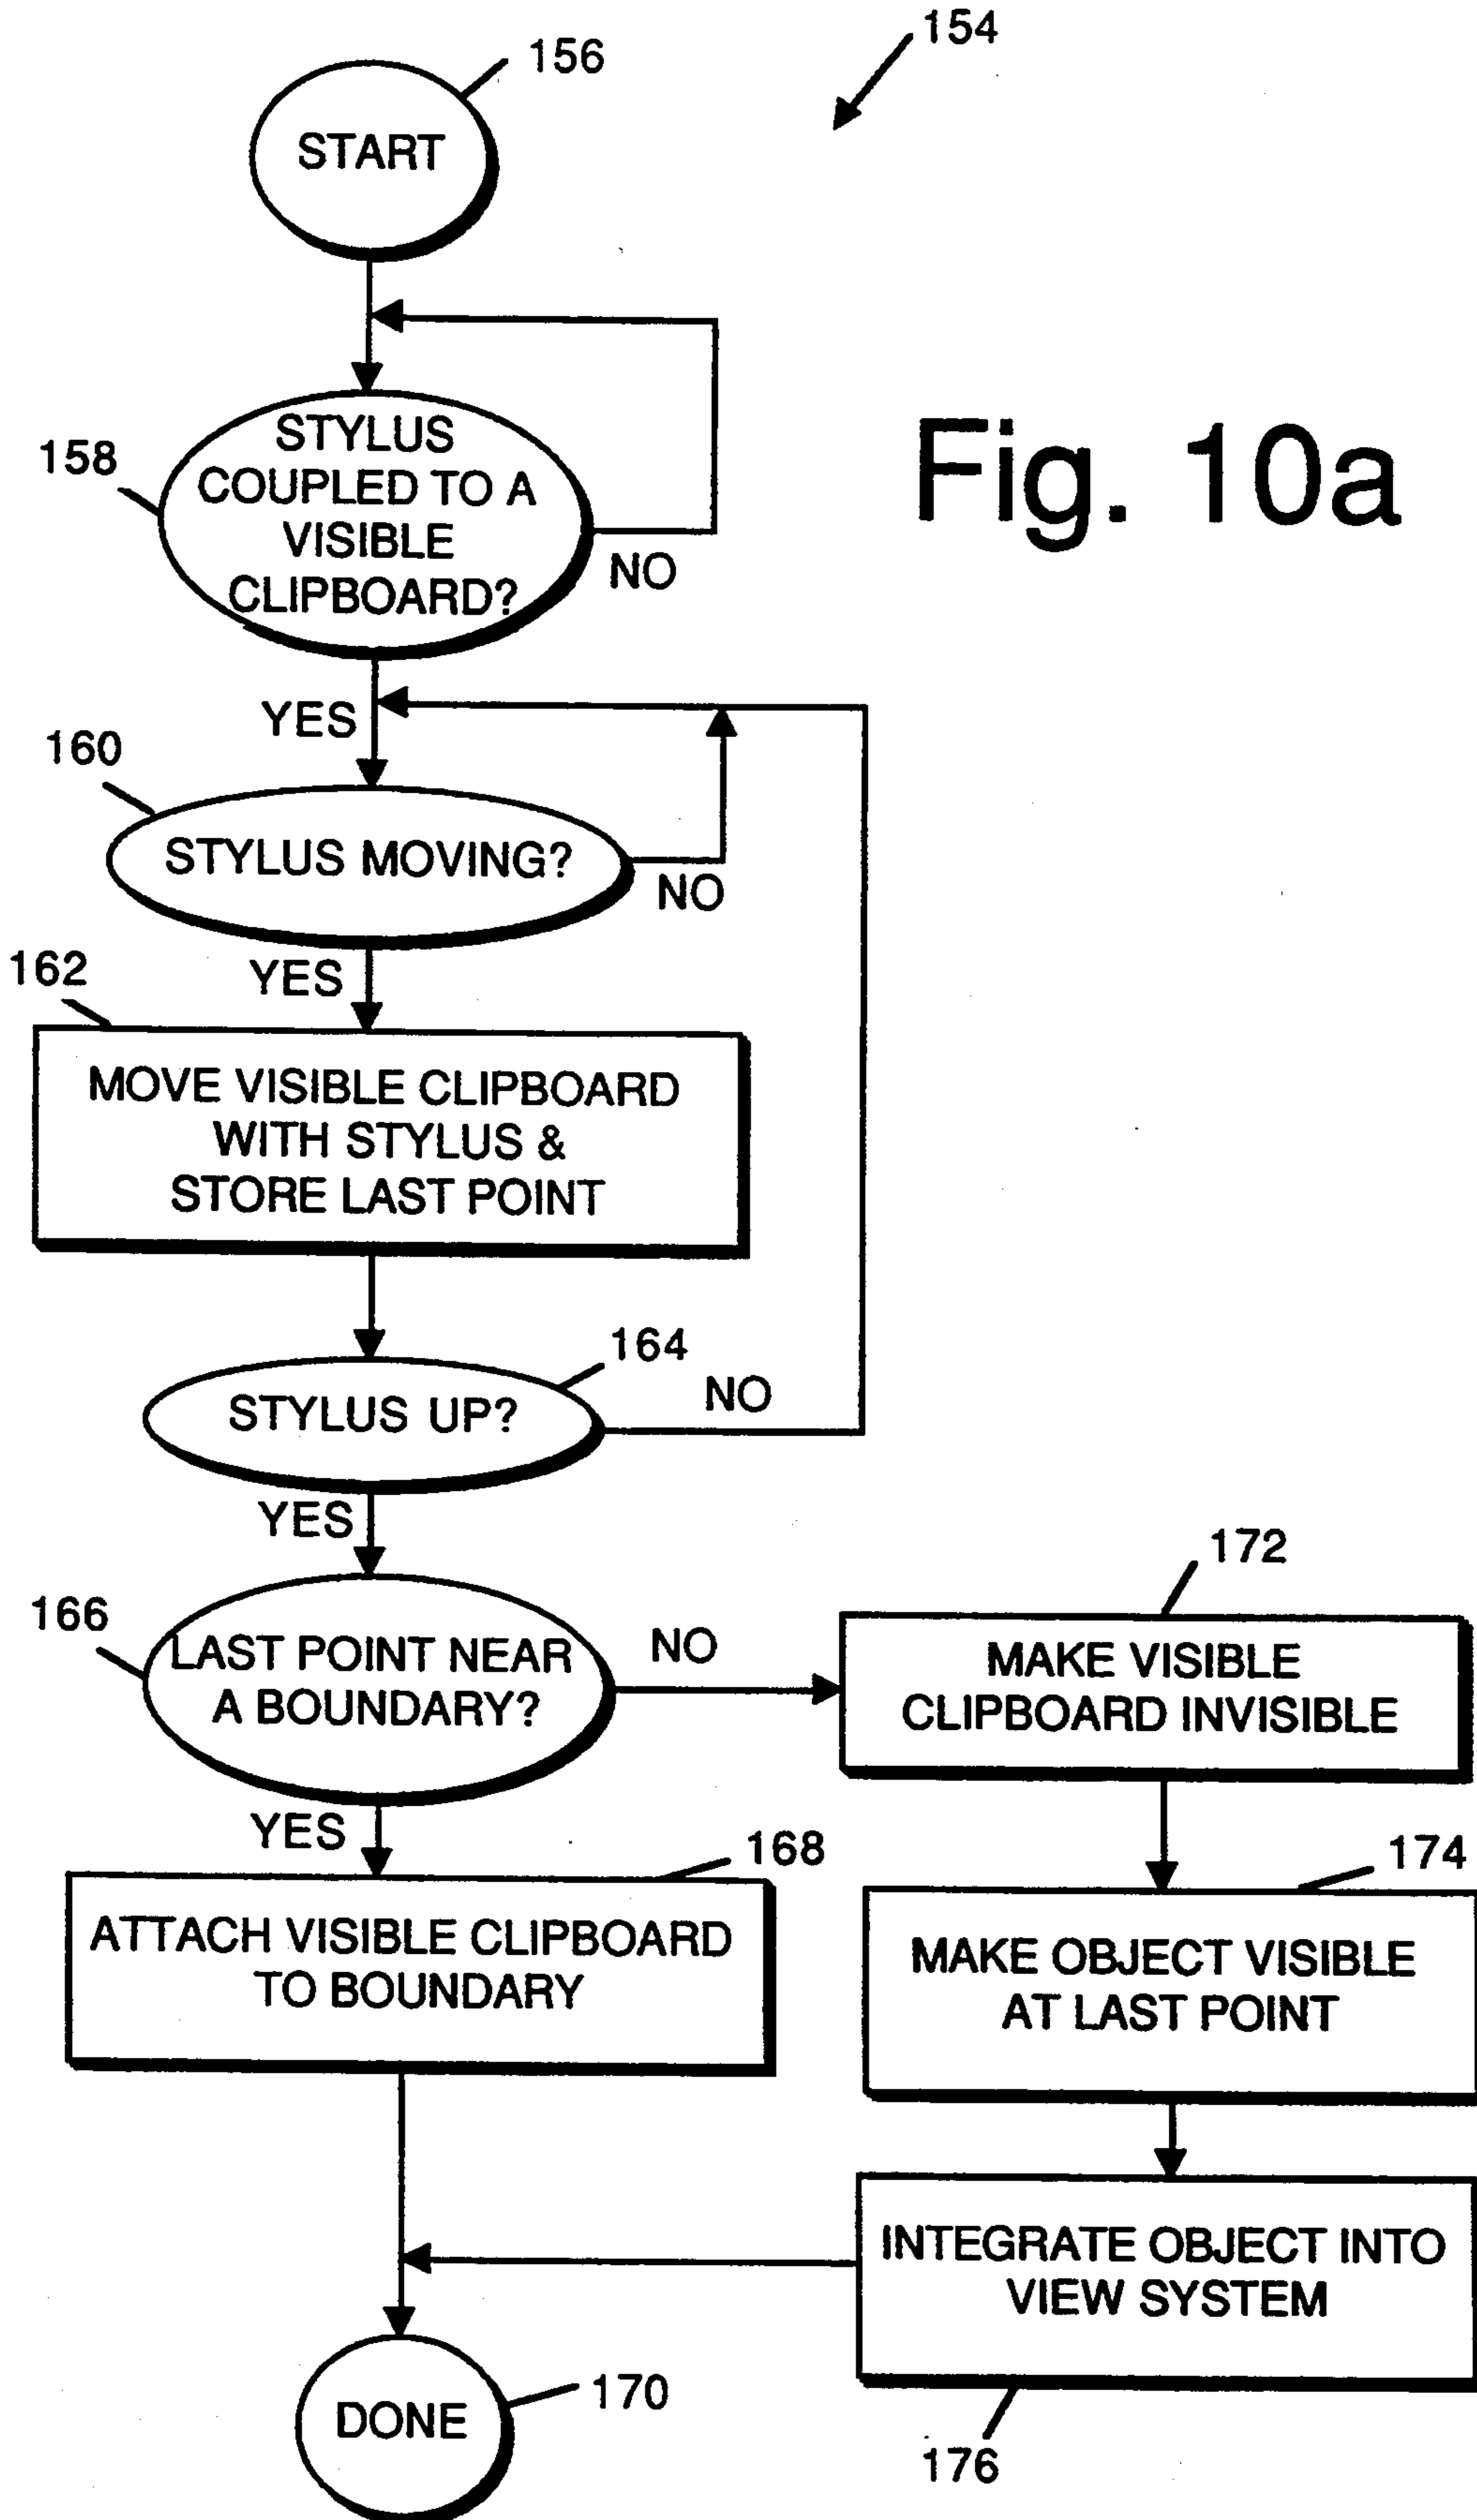 154
156
START
Fig. 10a
158
STYLUS
COUPLED TO A
VISIBLE
CLIPBOARD?
NO
YES
160
STYLUS MOVING?
NO
YES
162
MOVE VISIBLE CLIPBOARD
WITH STYLUS &
STORE LAST POINT
164
STYLUS UP?
NO
YES
166
LAST POINT NEAR
A BOUNDARY?
NO
172
MAKE VISIBLE
CLIPBOARD INVISIBLE
YES
168
ATTACH VISIBLE CLIPBOARD
TO BOUNDARY
174
MAKE OBJECT VISIBLE
AT LAST POINT
INTEGRATE OBJECT INTO
VIEW SYSTEM
176
170
DONE